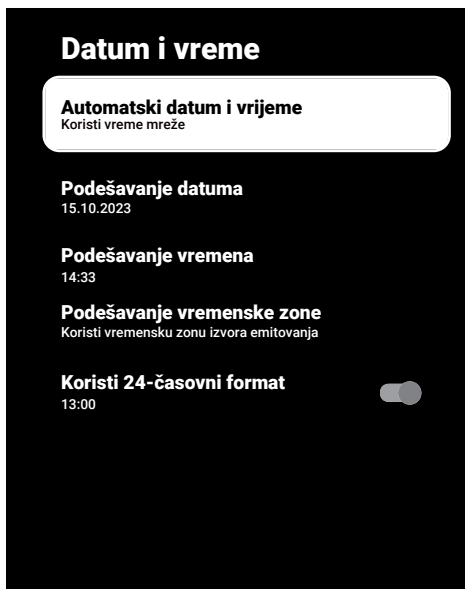 Datum i vreme
Automatski datum i vrijeme
Koristi vreme mreže
Podešavanje datuma
15.10.2023
Podešavanje vremena
14:33
Podešavanje vremenske zone
Koristi vremensku zonu izvora emitovanja
Koristi 24-časovni format
13:00